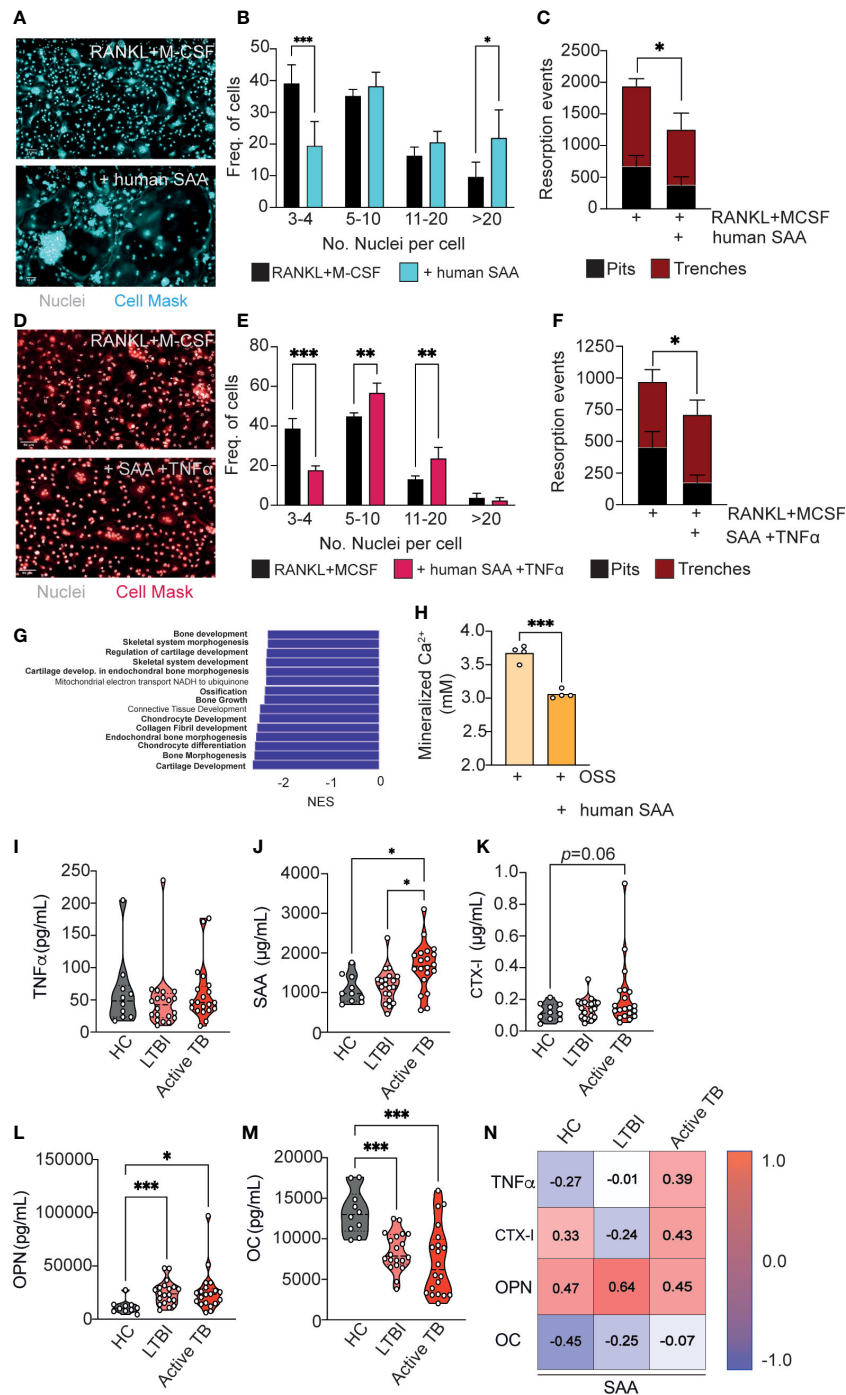 A
RANKL+M-CSF
+ human SAA
Nuclei Cell Mask
B
Freq. of cells
60
40
20
0
***
*
3-4 5-10 11-20 >20
No. Nuclei per cell
RANKL+M-CSF + human SAA
C
Resorption events
2500
2000
1500
1000
500
0
*
+ + RANKL+MCSF
+ human SAA
Pits Trenches
D
RANKL+M-CSF
+ SAA +TNFα
Nuclei Cell Mask
E
Freq. of cells
80
60
40
20
0
*** ** **
3-4 5-10 11-20 >20
No. Nuclei per cell
RANKL+MCSF + human SAA +TNFα
F
Resorption events
1250
1000
750
500
250
0
*
+ + RANKL+MCSF
+ SAA +TNFα
Pits Trenches
G
Bone development
Skeletal system morphogenesis
Regulation of cartilage development
Skeletal system development
Cartilage develop. in endochondral bone morphogenesis
Mitochondrial electron transport NADH to ubiquinone
Ossification
Bone Growth
Connective Tissue Development
Chondrocyte Development
Collagen Fibril development
Endochondral bone morphogenesis
Chondrocyte differentiation
Bone Morphogenesis
Cartilage Development
-2 -1 0
NES
H
Mineralized Ca2+
(mM)
4.0
3.5
3.0
2.5
2.0
***
+ + OSS
+ human SAA
I
TNFα(pg/mL)
250
200
150
100
50
0
HC LTBI Active TB
J
SAA (μg/mL)
4000
3000
2000
1000
0
*
*
HC LTBI Active TB
K
CTX-I (μg/mL)
1.0
0.8
0.6
0.4
0.2
0.0
p=0.06
HC LTBI Active TB
L
OPN (pg/mL)
150000
100000
50000
0
*
***
HC LTBI Active TB
M
OC (pg/mL)
20000
15000
10000
5000
0
***
***
HC LTBI Active TB
N
HC LTBI Active TB
TNFα -0.27 -0.01 0.39
CTX-I 0.33 -0.24 0.43
OPN 0.47 0.64 0.45
OC -0.45 -0.25 -0.07
SAA
1.0
0.0
-1.0